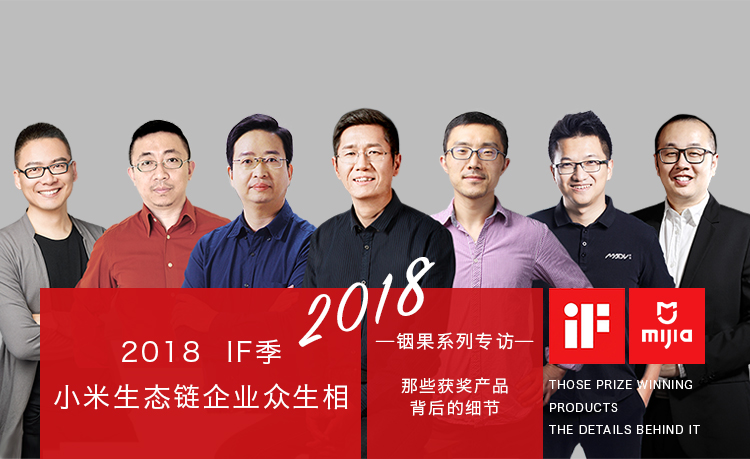 2018
2018 IF季
小米生态链企业众生相
—铟果系列专访—
那些获奖产品
背后的细节
iF
mijia
THOSE PRIZE WINNING
PRODUCTS
THE DETAILS BEHIND IT